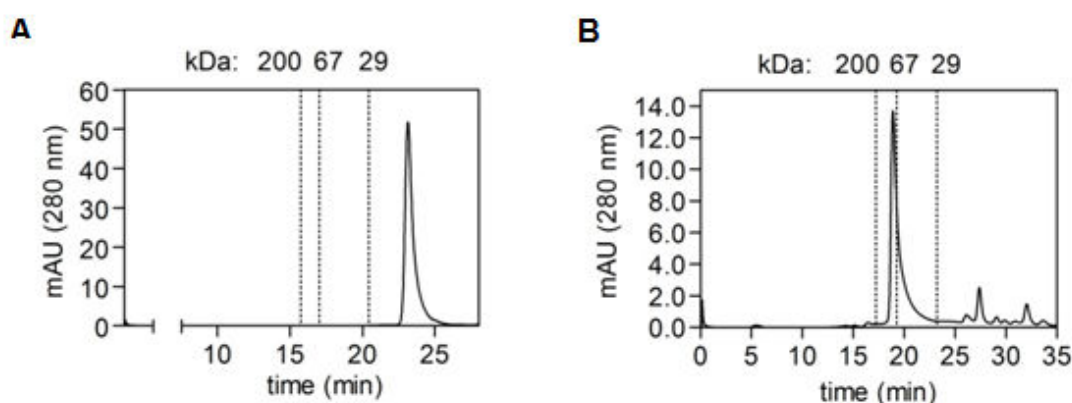 A
kDa: 200 67 29
mAU (280 nm)
60
50
40
30
20
10
0
10 15 20 25
time (min)
B
kDa: 200 67 29
mAU (280 nm)
14.0
12.0
10.0
8.0
6.0
4.0
2.0
0.0
0 5 10 15 20 25 30 35
time (min)